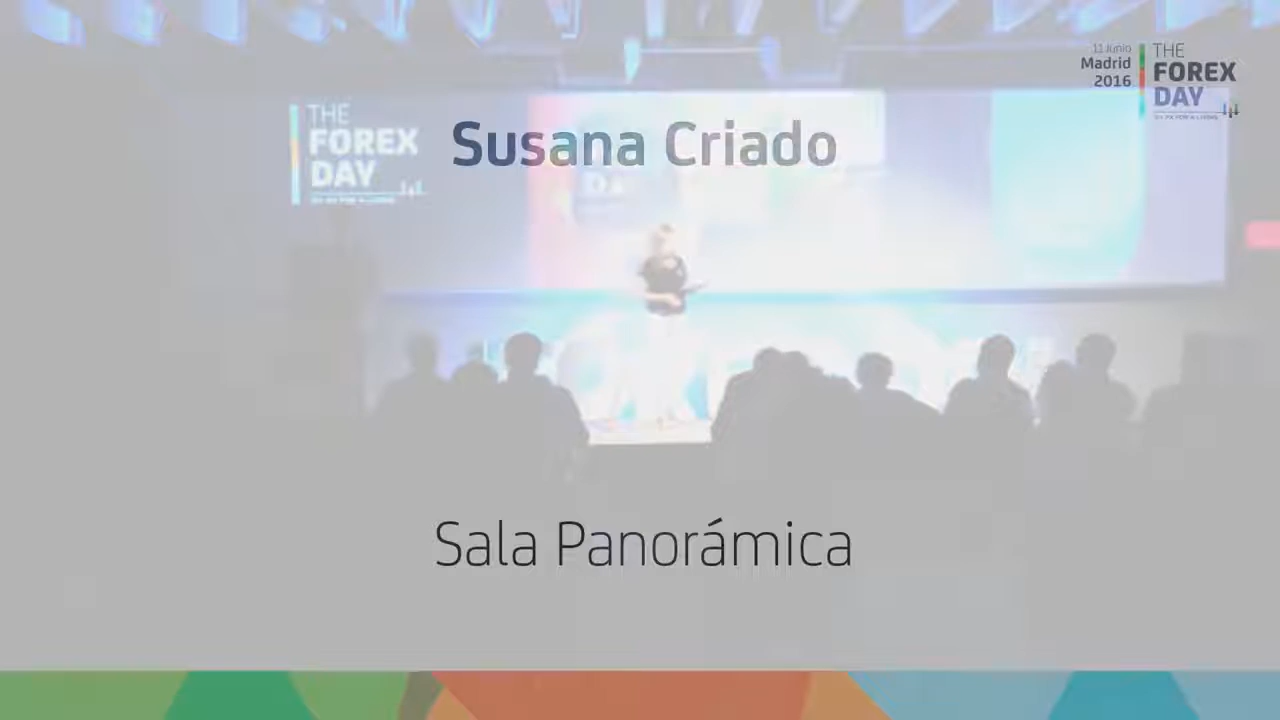 11 Junio
Madrid
2016
THE
FOREX
DAY
THE
FOREX
DAY
Susana Criado
Sala Panorámica